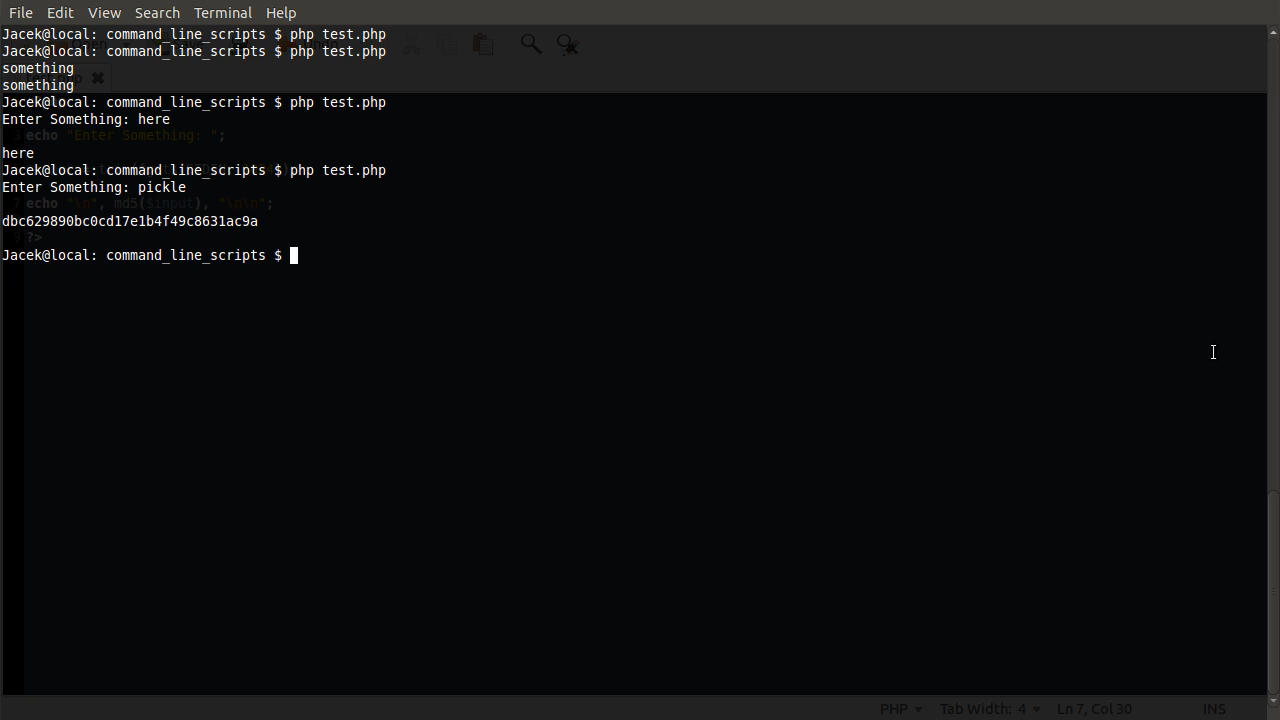 File Edit View Search Terminal Help
Jacek@local: command_line_scripts $ php test.php
Jacek@local: command_line_scripts $ php test.php
something
something
Jacek@local: command_line_scripts $ php test.php
Enter Something: here
echo "Enter Something: ";
here
Jacek@local: command_line_scripts $ php test.php
Enter Something: pickle
7 echo "\n", md5($input), "\n\n";
dbc629890bc0cd17e1b4f49c8631ac9a
?>
Jacek@local: command_line_scripts $
PHP Tab Width: 4 Ln 7, Col 30 INS